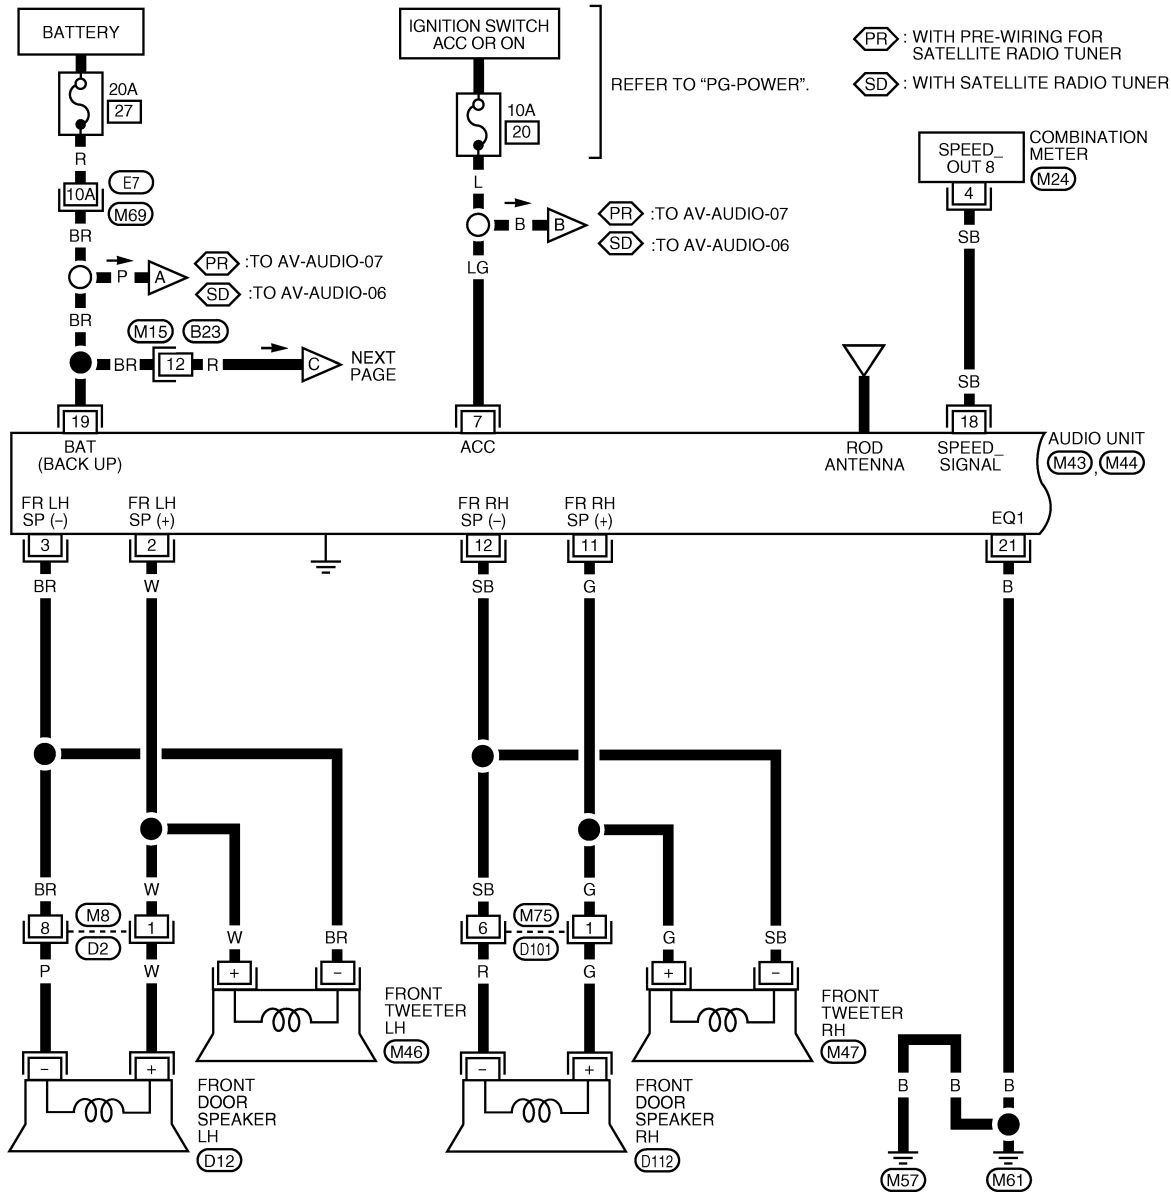 BATTERY
IGNITION SWITCH
ACC OR ON
PR : WITH PRE-WIRING FOR
SATELLITE RADIO TUNER
SD : WITH SATELLITE RADIO TUNER
REFER TO “PG-POWER”.
20A
27
10A
20
R
L
10A
E7
M69
BR
SPEED_
OUT 8
COMBINATION
METER
M24
4
SB
B
B
PR :TO AV-AUDIO-07
SD :TO AV-AUDIO-06
LG
P
A
PR :TO AV-AUDIO-07
SD :TO AV-AUDIO-06
BR
M15
B23
BR
12
R
C
NEXT
PAGE
SB
19
7
18
BAT
(BACK UP)
ACC
ROD
ANTENNA
SPEED_
SIGNAL
AUDIO UNIT
M43 , M44
FR LH
SP (–)
FR LH
SP (+)
FR RH
SP (–)
FR RH
SP (+)
EQ1
3
2
12
11
21
BR
W
SB
G
B
BR
W
SB
G
8
M8
D2
1
6
M75
D101
1
W
BR
G
SB
P
W
R
G
+
–
+
–
FRONT
TWEETER
LH
M46
FRONT
TWEETER
RH
M47
–
+
–
+
FRONT
DOOR
SPEAKER
LH
D12
FRONT
DOOR
SPEAKER
RH
D112
B
B
B
M57
M61